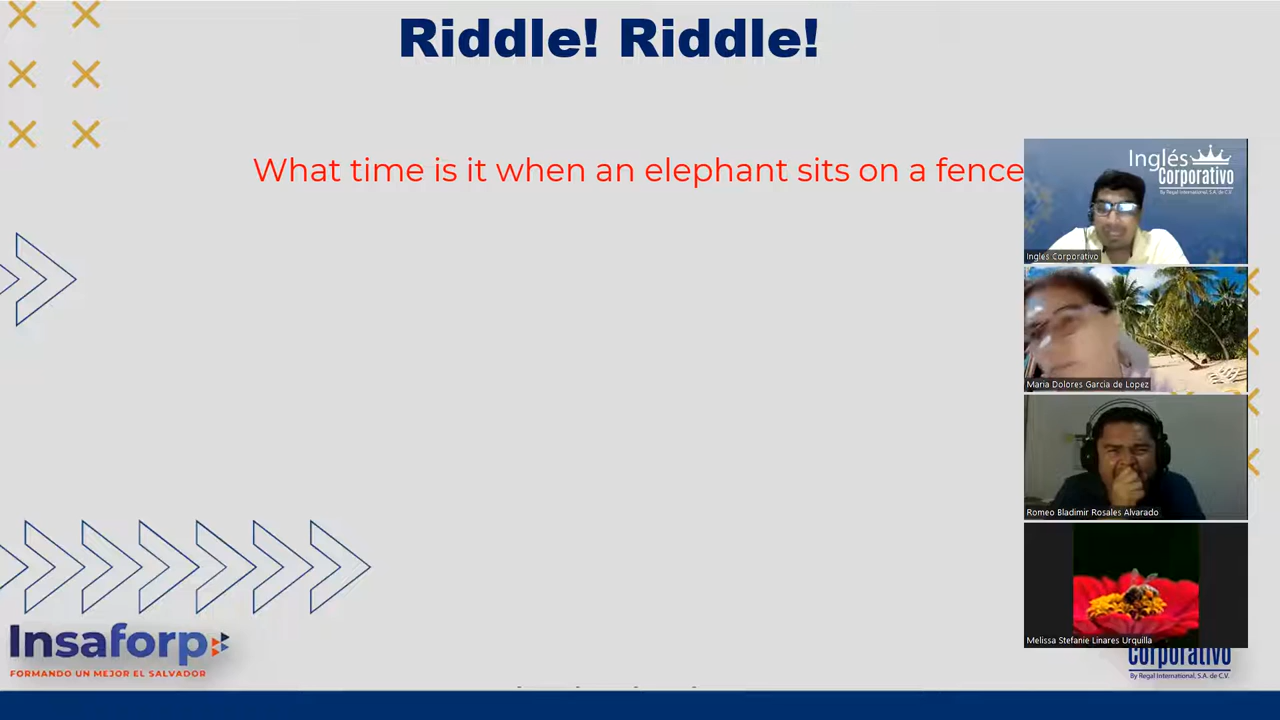 Riddle! Riddle!
What time is it when an elephant sits on a fence
Inglés
Corporativo
By Regal International, S.A. de C.V.
Inglés Corporativo
Maria Dolores Garcia de Lopez
Romeo Bladimir Rosales Alvarado
Melissa Stefanie Linares Urquilla
Insaforp
FORMANDO UN MEJOR EL SALVADOR
Corporativo
By Regal International, S.A. de C.V.